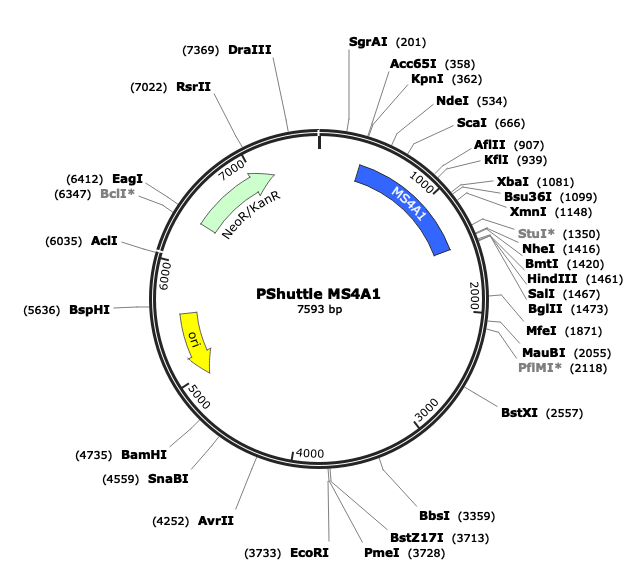 (7369) DraIII
SgrAI (201)
Acc65I (358)
KpnI (362)
(7022) RsrII
NdeI (534)
ScaI (666)
AflII (907)
KflI (939)
(6412) EagI
XbaI (1081)
(6347) BclI*
Bsu36I (1099)
XmnI (1148)
(6035) AclI
StuI* (1350)
NheI (1416)
BmtI (1420)
HindIII (1461)
SalI (1467)
(5636) BspHI
BglII (1473)
MfeI (1871)
MauBI (2055)
PflMI* (2118)
BstXI (2557)
(4735) BamHI
(4559) SnaBI
(4252) AvrII
BbsI (3359)
BstZ17I (3713)
(3733) EcoRI
PmeI (3728)
7000
1000
NeoR/KanR
MS4A1
6000
2000
PShuttle MS4A1
7593 bp
ori
5000
3000
4000